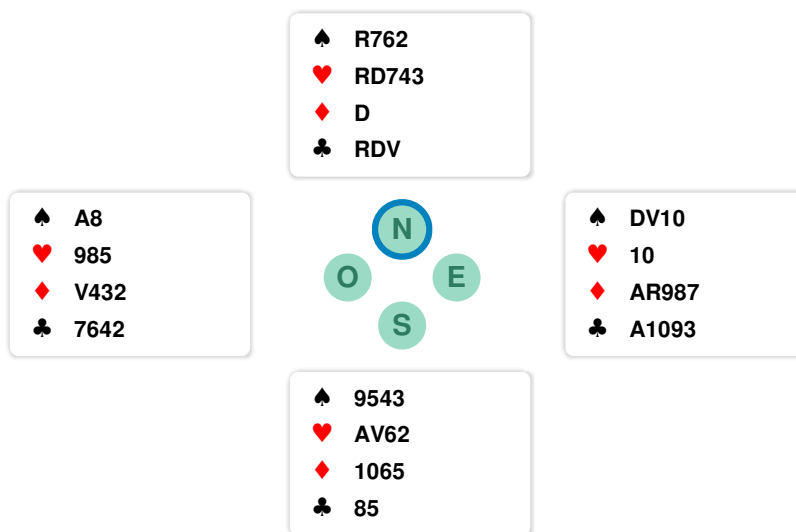 ♠ R762
♥ RD743
♦ D
♣ RDV
♠ A8
♥ 985
♦ V432
♣ 7642
N
O E
S
♠ DV10
♥ 10
♦ AR987
♣ A1093
♠ 9543
♥ AV62
♦ 1065
♣ 85